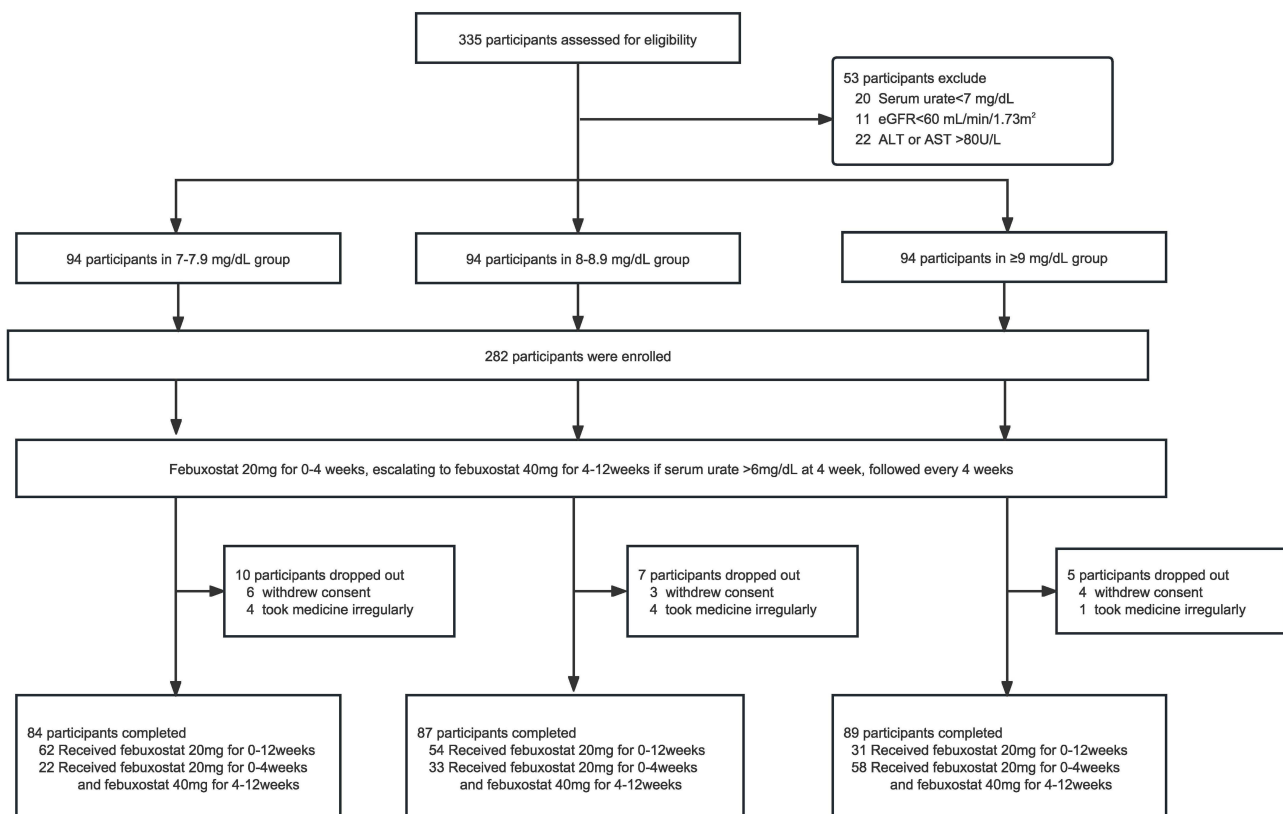 335 participants assessed for eligibility
53 participants exclude
20 Serum urate<7 mg/dL
11 eGFR<60 mL/min/1.73m²
22 ALT or AST >80U/L
94 participants in 7-7.9 mg/dL group
94 participants in 8-8.9 mg/dL group
94 participants in ≥9 mg/dL group
282 participants were enrolled
Febuxostat 20mg for 0-4 weeks, escalating to febuxostat 40mg for 4-12weeks if serum urate >6mg/dL at 4 week, followed every 4 weeks
10 participants dropped out
6 withdrew consent
4 took medicine irregularly
7 participants dropped out
3 withdrew consent
4 took medicine irregularly
5 participants dropped out
4 withdrew consent
1 took medicine irregularly
84 participants completed
62 Received febuxostat 20mg for 0-12weeks
22 Received febuxostat 20mg for 0-4weeks
and febuxostat 40mg for 4-12weeks
87 participants completed
54 Received febuxostat 20mg for 0-12weeks
33 Received febuxostat 20mg for 0-4weeks
and febuxostat 40mg for 4-12weeks
89 participants completed
31 Received febuxostat 20mg for 0-12weeks
58 Received febuxostat 20mg for 0-4weeks
and febuxostat 40mg for 4-12weeks